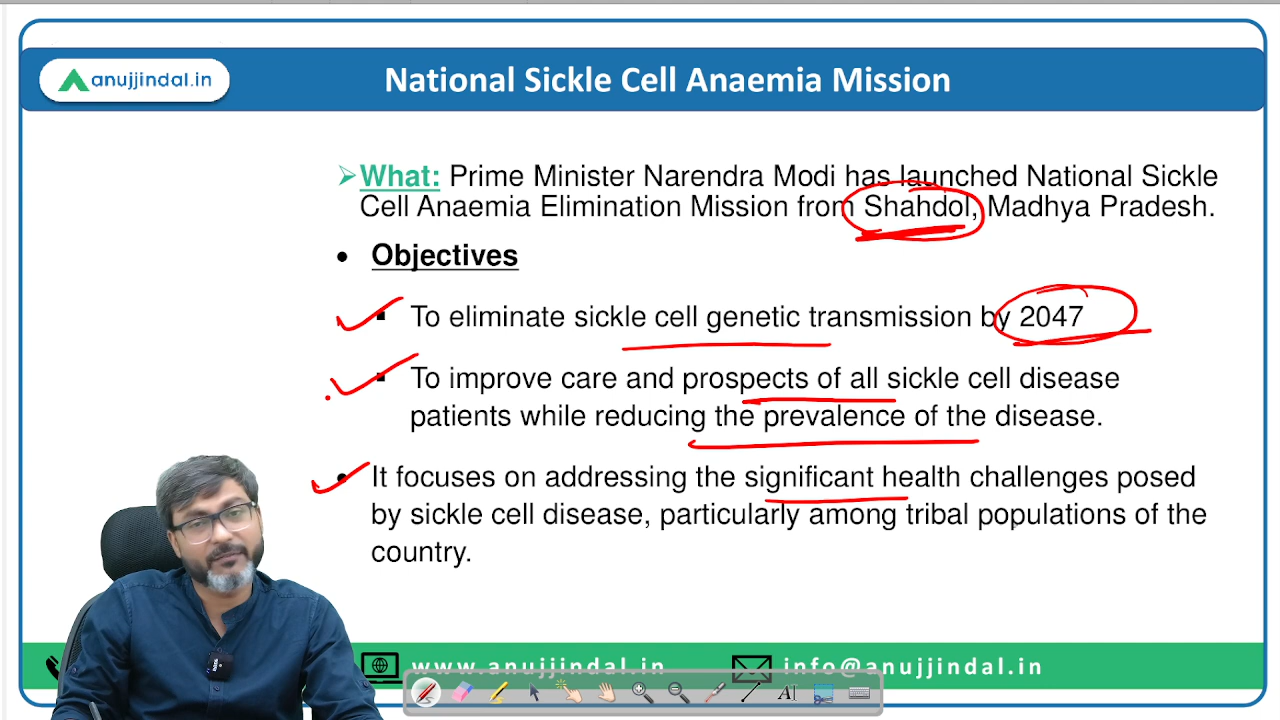 anujjindal.in
National Sickle Cell Anaemia Mission
What: Prime Minister Narendra Modi has launched National Sickle
Cell Anaemia Elimination Mission from Shahdol, Madhya Pradesh.
Objectives
To eliminate sickle cell genetic transmission by 2047
To improve care and prospects of all sickle cell disease
patients while reducing the prevalence of the disease.
It focuses on addressing the significant health challenges posed
by sickle cell disease, particularly among tribal populations of the
country.
www.anujjindal.in
info@anujjindal.in